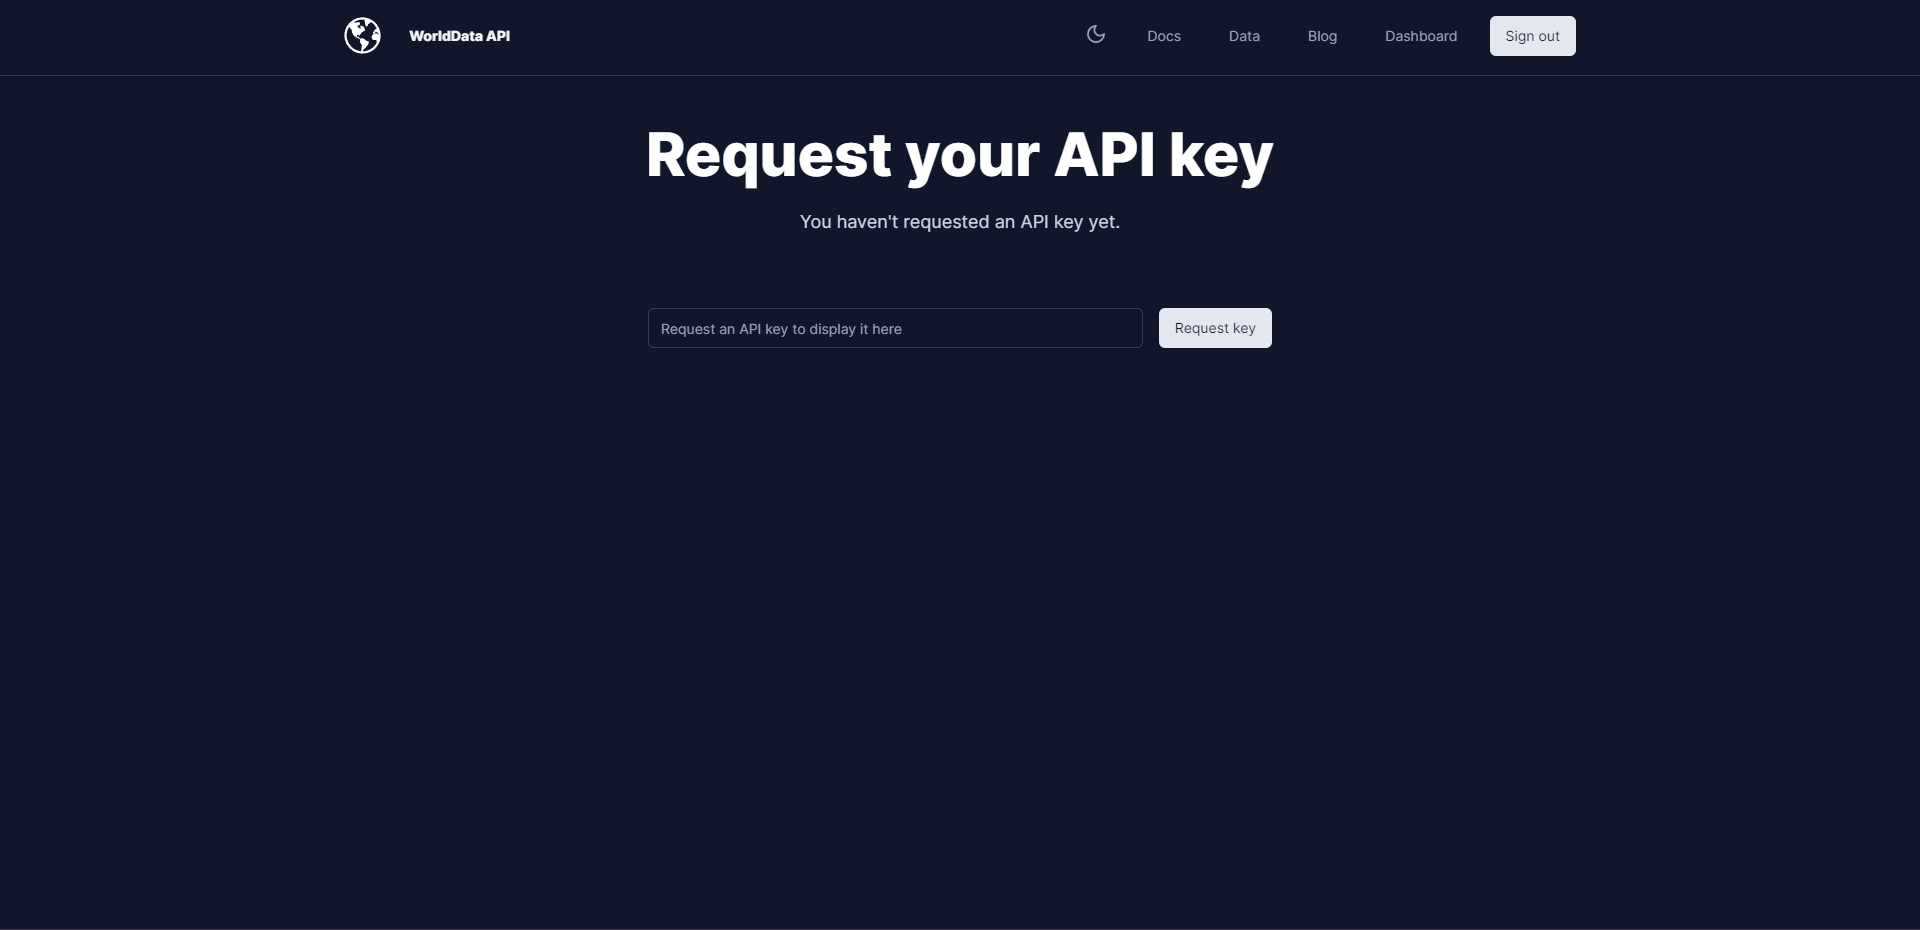 WorldData API
Docs
Data
Blog
Dashboard
Sign out
Request your API key
You haven't requested an API key yet.
Request an API key to display it here
Request key